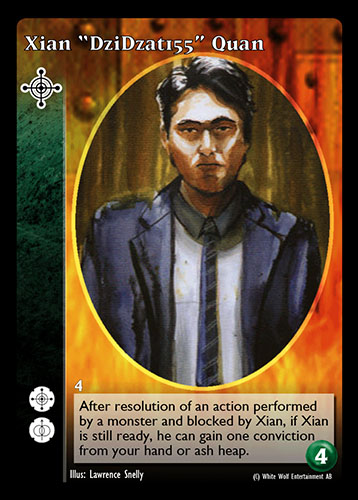 Xian "DziDzat155" Quan
4
After resolution of an action performed
by a monster and blocked by Xian, if Xian
is still ready, he can gain one conviction
from your hand or ash heap.
4
Illus: Lawrence Snelly
(C) White Wolf Entertainment AB